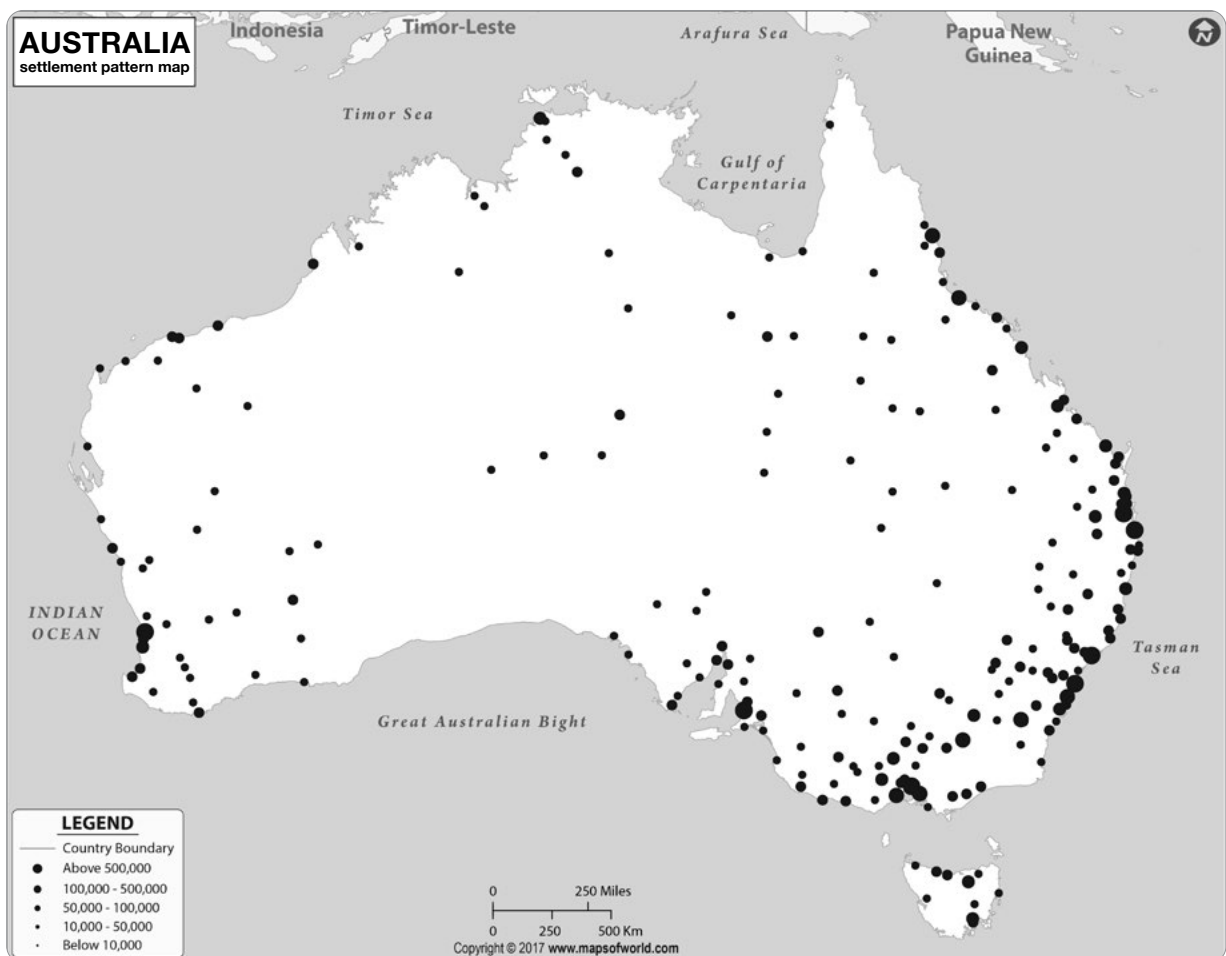 AUSTRALIA
settlement pattern map
Indonesia
Timor-Leste
Arafura Sea
Papua New
Guinea
N
Timor Sea
Gulf of
Carpentaria
INDIAN
OCEAN
Tasman
Sea
Great Australian Bight
LEGEND
Country Boundary
Above 500,000
100,000 - 500,000
50,000 - 100,000
10,000 - 50,000
Below 10,000
0 250 Miles
0 250 500 Km
Copyright © 2017 www.mapsofworld.com